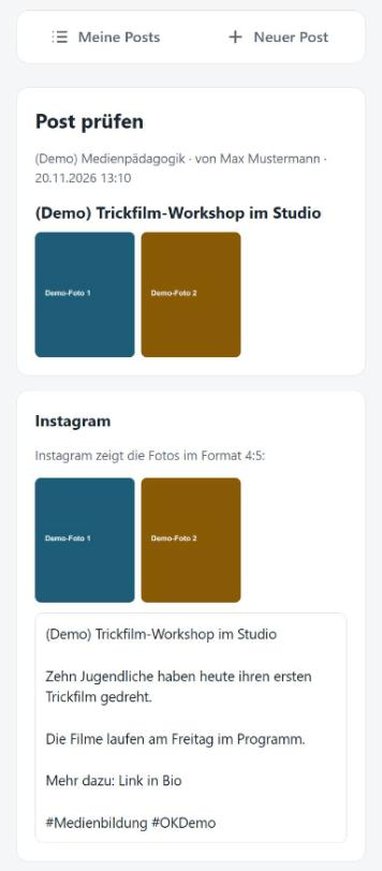 Meine Posts
Neuer Post
Post prüfen
(Demo) Medienpädagogik · von Max Mustermann ·
20.11.2026 13:10
(Demo) Trickfilm-Workshop im Studio
Demo-Foto 1
Demo-Foto 2
Instagram
Instagram zeigt die Fotos im Format 4:5:
Demo-Foto 1
Demo-Foto 2
(Demo) Trickfilm-Workshop im Studio
Zehn Jugendliche haben heute ihren ersten
Trickfilm gedreht.
Die Filme laufen am Freitag im Programm.
Mehr dazu: Link in Bio
#Medienbildung #OKDemo